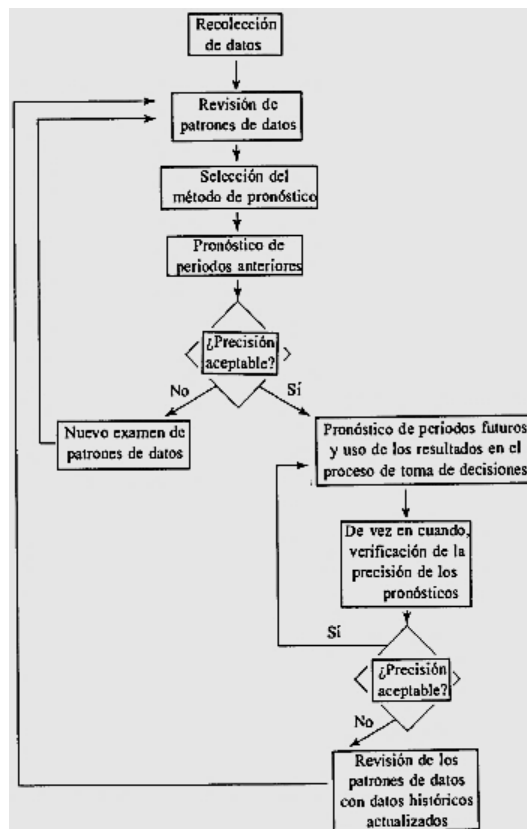 Recolección
de datos
Revisión de
patrones de datos
Selección del
método de pronóstico
Pronóstico de
periodos anteriores
¿Precisión
aceptable?
No
Sí
Nuevo examen de
patrones de datos
Pronóstico de periodos futuros
y uso de los resultados en el
proceso de toma de decisiones
De vez en cuando,
verificación de la
precisión de los
pronósticos
Sí
¿Precisión
aceptable?
No
Revisión de los
patrones de datos
con datos históricos
actualizados